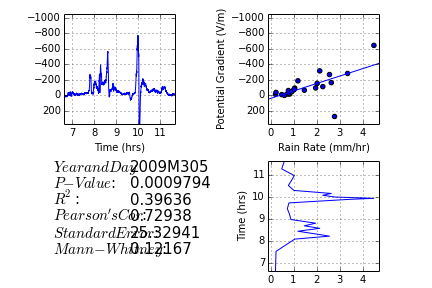 −1000
−800
−600
−400
−200
0
200
7 8 9 10 11
Time (hrs)
Potential Gradient (V/m)
−1000
−800
−600
−400
−200
0
200
0 1 2 3 4
Rain Rate (mm/hr)
YearandDay 2009M305
P−Value: 0.0009794
R²: 0.39636
Pearson'sCor: 0.72938
StandardError: 25.32941
Mann−Whitney: 0.12167
Time (hrs)
11
10
9
8
7
0 1 2 3 4